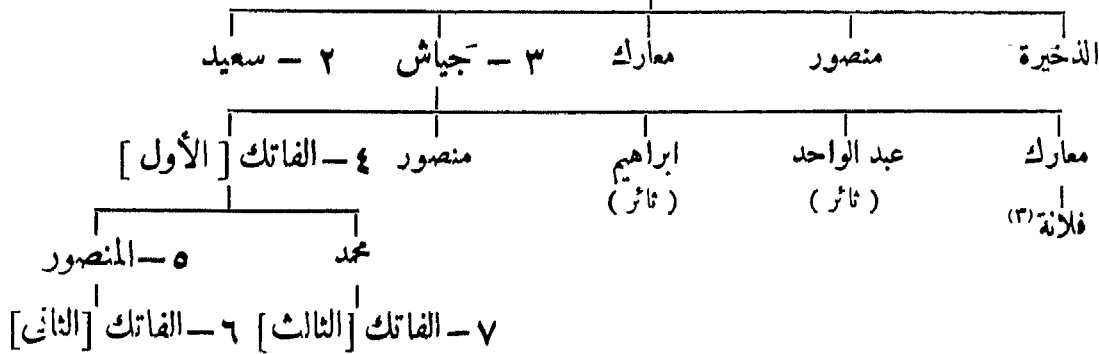 الذخيرة منصور معارك ٣ – جياش ٢ – سعيد
معارك عبد الواحد ابراهيم منصور ٤ – الفاتك [ الأول ]
فلانة (٣) ( ثائر ) ( ثائر )
محمد ٥ – المنصور
٧ – الفاتك [ الثالث ] ٦ – الفاتك [ الثانى ]